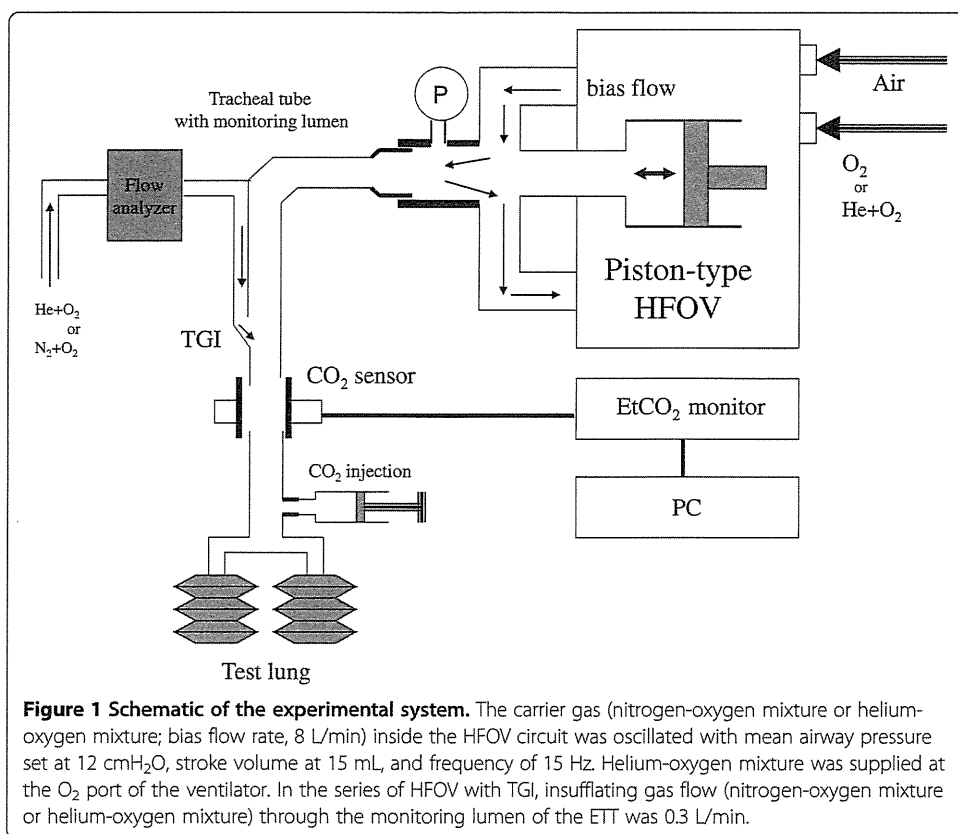 Air
O₂
or
He+O₂
bias flow
P
Tracheal tube
with monitoring lumen
Flow
analyzer
He+O₂
or
N₂+O₂
TGI
Piston-type
HFOV
CO₂ sensor
EtCO₂ monitor
CO₂ injection
PC
Test lung
Figure 1 Schematic of the experimental system. The carrier gas (nitrogen-oxygen mixture or helium-
oxygen mixture; bias flow rate, 8 L/min) inside the HFOV circuit was oscillated with mean airway pressure
set at 12 cmH₂O, stroke volume at 15 mL, and frequency of 15 Hz. Helium-oxygen mixture was supplied at
the O₂ port of the ventilator. In the series of HFOV with TGI, insufflating gas flow (nitrogen-oxygen mixture
or helium-oxygen mixture) through the monitoring lumen of the ETT was 0.3 L/min.